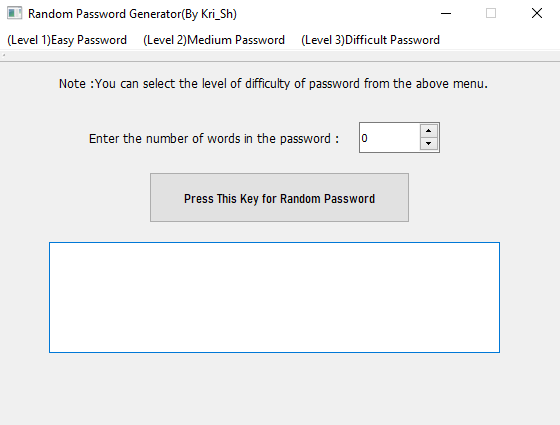 Random Password Generator(By Kri_Sh)
(Level 1)Easy Password (Level 2)Medium Password (Level 3)Difficult Password
Note :You can select the level of difficulty of password from the above menu.
Enter the number of words in the password : 0
Press This Key for Random Password